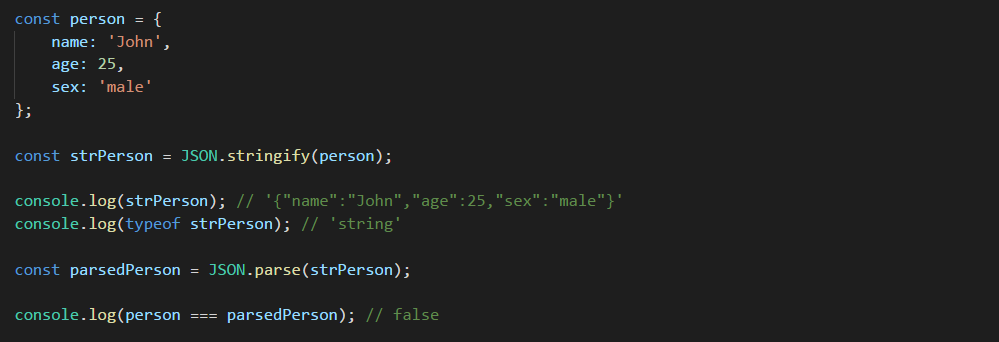 const person = {
    name: 'John',
    age: 25,
    sex: 'male'
};
const strPerson = JSON.stringify(person);
console.log(strPerson); // '{"name":"John","age":25,"sex":"male"}'
console.log(typeof strPerson); // 'string'
const parsedPerson = JSON.parse(strPerson);
console.log(person === parsedPerson); // false